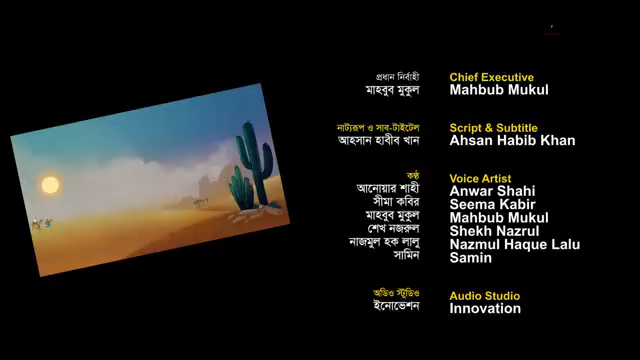 প্রধান নির্বাহী Chief Executive
মাহবুব মুকুল Mahbub Mukul
নাট্যরূপ ও সাব-টাইটেল Script & Subtitle
আহসান হাবীব খান Ahsan Habib Khan
কণ্ঠ Voice Artist
আনোয়ার শাহী Anwar Shahi
সীমা কবির Seema Kabir
মাহবুব মুকুল Mahbub Mukul
শেখ নজরুল Shekh Nazrul
নাজমুল হক লালু Nazmul Haque Lalu
সামিন Samin
অডিও স্টুডিও Audio Studio
ইনোভেশন Innovation